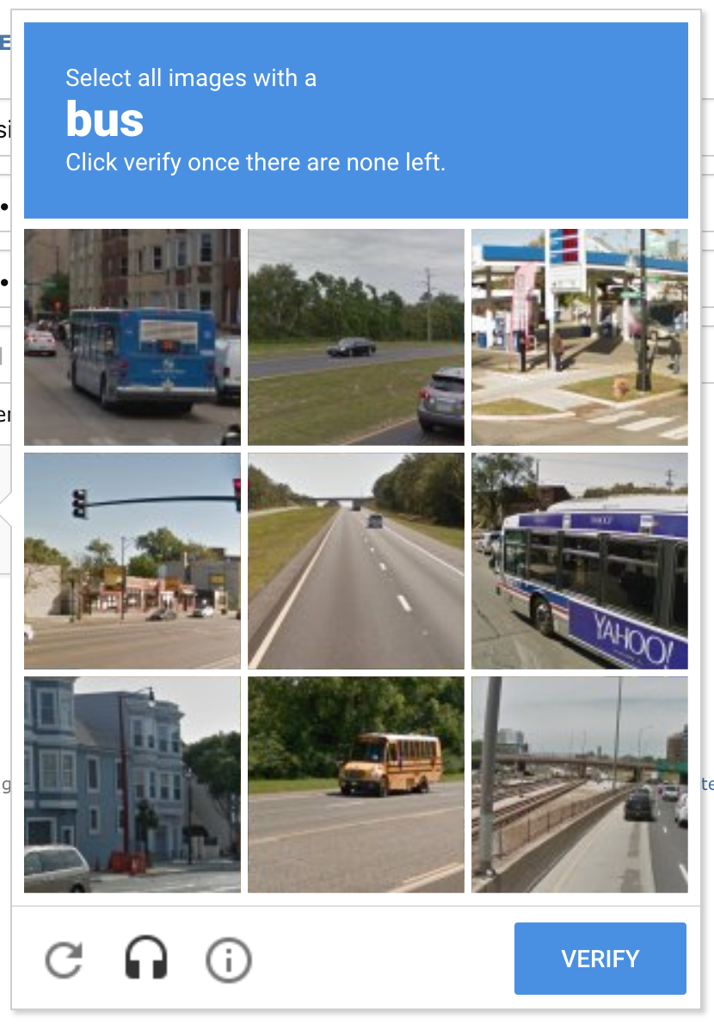 Select all images with a
bus
Click verify once there are none left.
YAHOO!
VERIFY